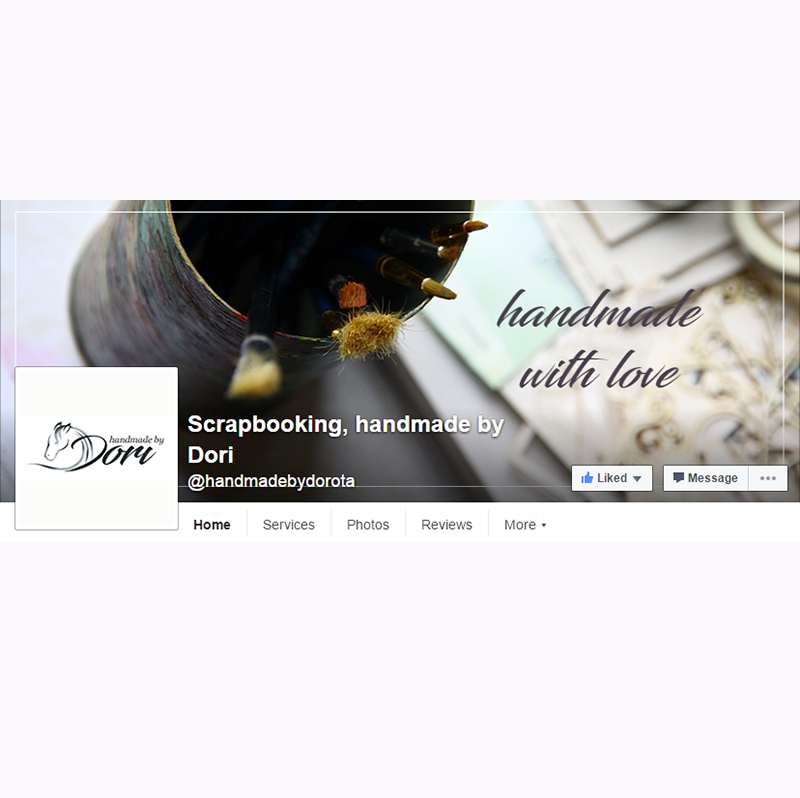 handmade
with love
handmade by
Dori
Scrapbooking, handmade by
Dori
@handmadebydorota
Liked
Message
Home
Services
Photos
Reviews
More